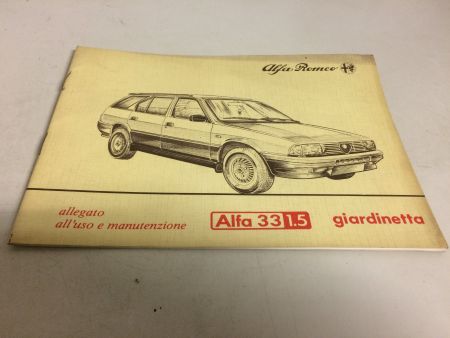 Alfa Romeo
allegato
all'uso e manutenzione
Alfa 33 1.5
giardinetta